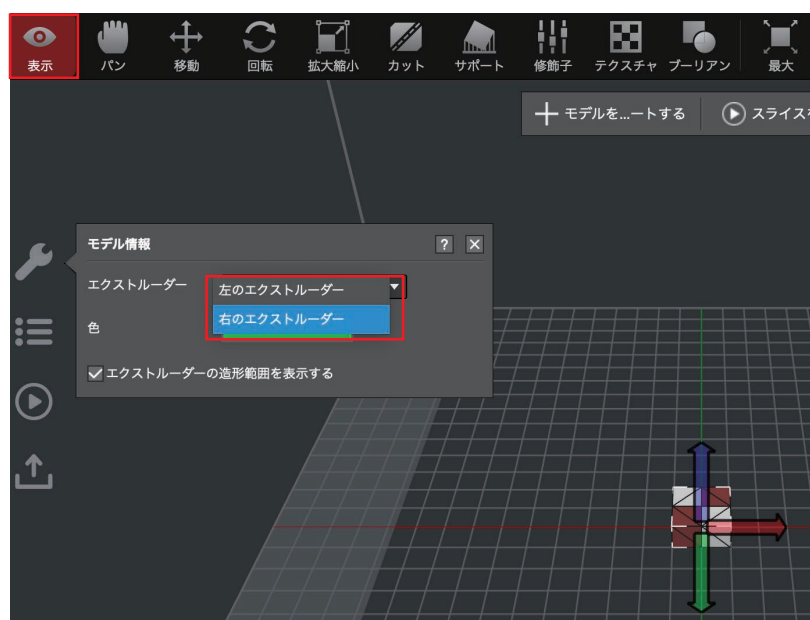 表示
パン
移動
回転
拡大縮小
カット
サポート
修飾子
テクスチャ
ブーリアン
最大
モデルを...ートする
スライスを
モデル情報
?
エクストルーダー
左のエクストルーダー
右のエクストルーダー
色
エクストルーダーの造形範囲を表示する